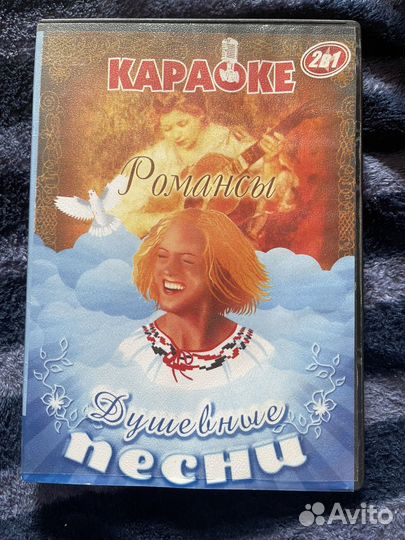 КАРАОКЕ
2в1
Романсы
Душевные
песни
Avito